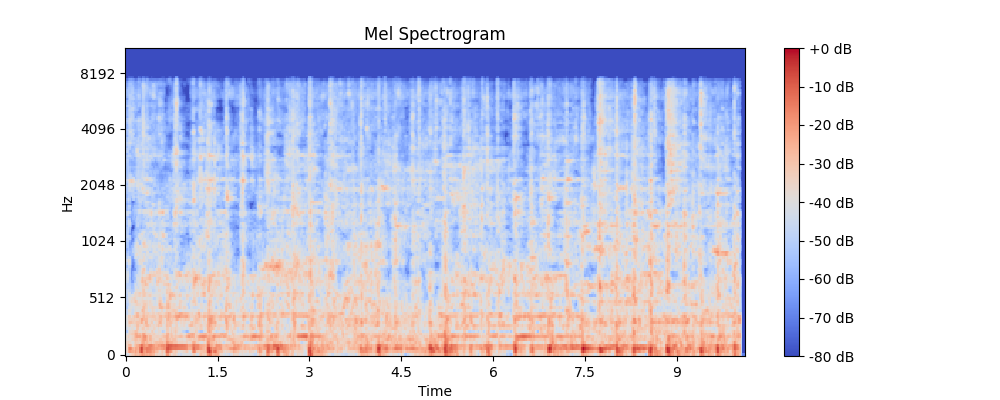 Mel Spectrogram
Hz
8192
4096
2048
1024
512
0
0 1.5 3 4.5 6 7.5 9
Time
+0 dB
-10 dB
-20 dB
-30 dB
-40 dB
-50 dB
-60 dB
-70 dB
-80 dB